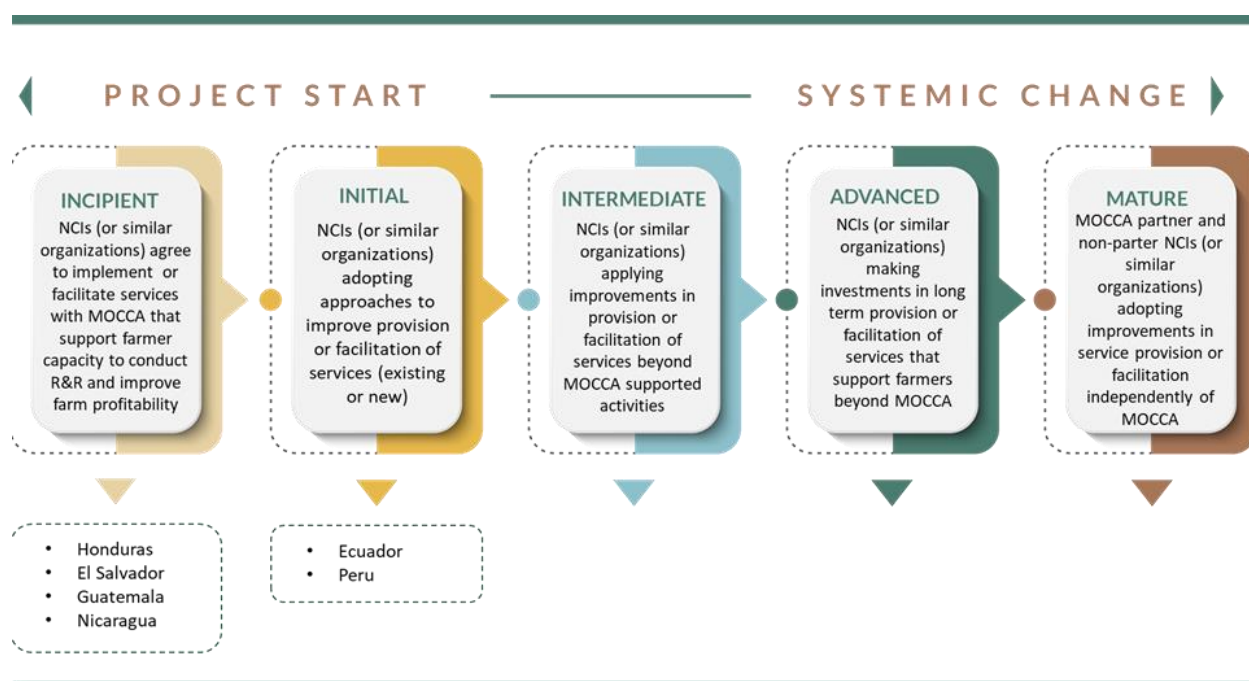 PROJECT START
SYSTEMIC CHANGE
INCIPIENT
NCIs (or similar
organizations) agree
to implement or
facilitate services
with MOCCA that
support farmer
capacity to conduct
R&R and improve
farm profitability
INITIAL
NCIs (or similar
organizations)
adopting
approaches to
improve provision
or facilitation of
services (existing
or new)
INTERMEDIATE
NCIs (or similar
organizations)
applying
improvements in
provision or
facilitation of
services beyond
MOCCA supported
activities
ADVANCED
NCIs (or similar
organizations)
making
investments in long
term provision or
facilitation of
services that
support farmers
beyond MOCCA
MATURE
MOCCA partner and
non-parter NCIs (or
similar
organizations)
adopting
improvements in
service provision or
facilitation
independently of
MOCCA
• Honduras
• El Salvador
• Guatemala
• Nicaragua
• Ecuador
• Peru